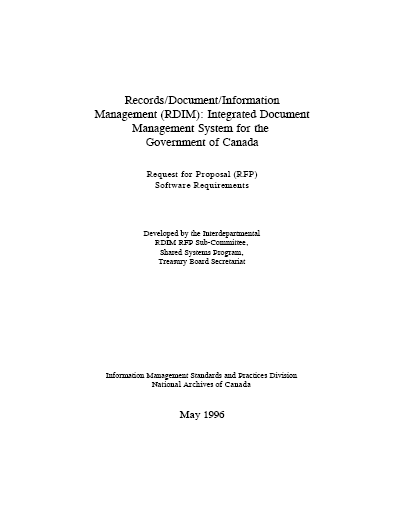 Records/Document/Information
Management (RDIM): Integrated Document
Management System for the
Government of Canada
Request for Proposal (RFP)
Software Requirements
Developed by the Interdepartmental
RDIM RFP Sub-Committee,
Shared Systems Program,
Treasury Board Secretariat
Information Management Standards and Practices Division
National Archives of Canada
May 1996